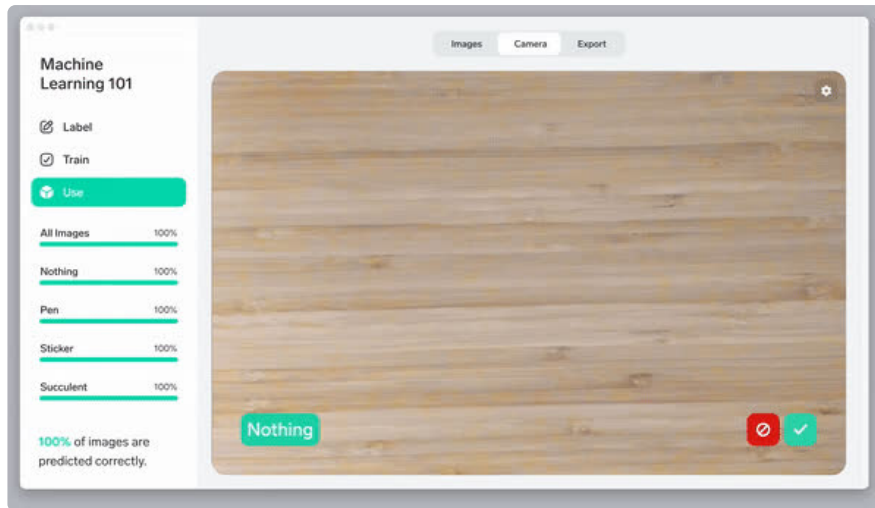 Machine
Learning 101
Label
Train
Use
All Images 100%
Nothing 100%
Pen 100%
Sticker 100%
Succulent 100%
100% of images are
predicted correctly.
Images Camera Export
Nothing